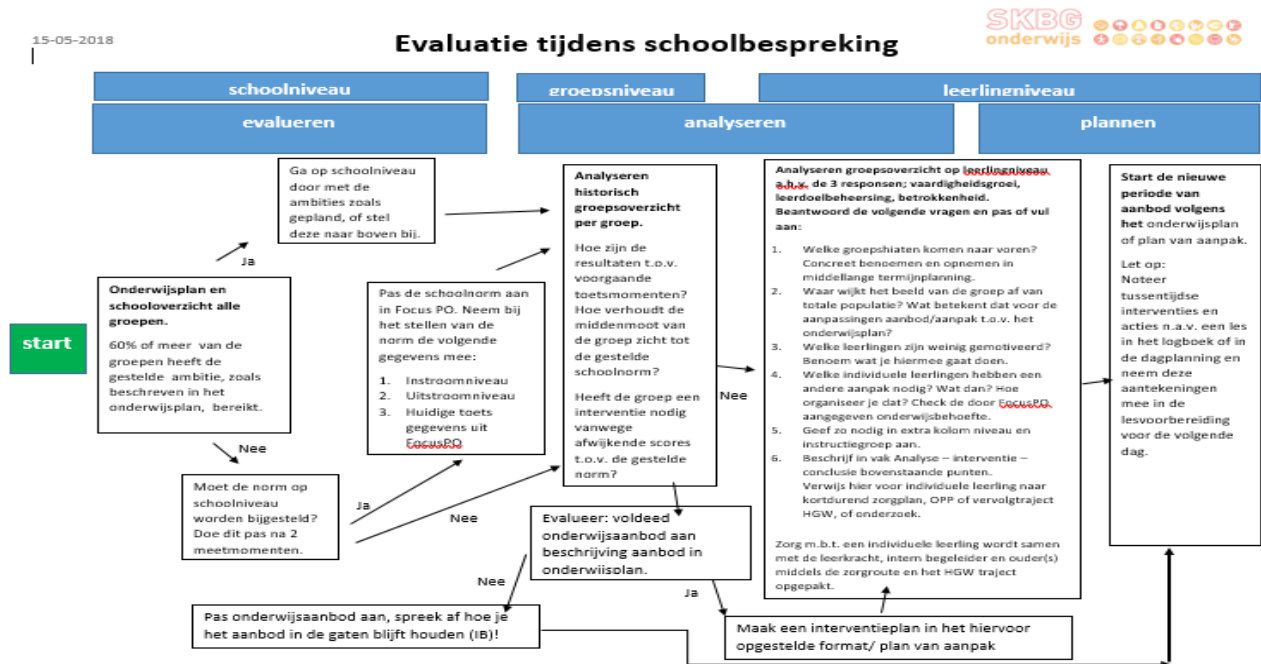 15-05-2018
Evaluatie tijdens schoolbespreking
SKBG
onderwijs
schoolniveau
groepsniveau
leerlingniveau
evalueren
analyseren
plannen
start
Onderwijsplan en
schooloverzicht alle
groepen.
60% of meer van de
groepen heeft de
gestelde ambitie, zoals
beschreven in het
onderwijsplan, bereikt.
Ja
Nee
Ga op schoolniveau
door met de
ambities zoals
gepland, of stel
deze naar boven bij.
Moet de norm op
schoolniveau
worden bijgesteld?
Doe dit pas na 2
meetmomenten.
Ja
Nee
Pas de schoolnorm aan
in Focus PO. Neem bij
het stellen van de
norm de volgende
gegevens mee:
1. Instroomniveau
2. Uitstroomniveau
3. Huidige toets
gegevens uit
FocusPO
Analyseren
historisch
groepsoverzicht
per groep.
Hoe zijn de
resultaten t.o.v.
voorgaande
toetsmomenten?
Hoe verhoudt de
middenmoot van
de groep zicht tot
de gestelde
schoolnorm?
Heeft de groep een
interventie nodig
vanwege
afwijkende scores
t.o.v. de gestelde
norm?
Nee
Evalueer: voldeed
onderwijsaanbod aan
beschrijving aanbod in
onderwijsplan.
Nee
Ja
Pas onderwijsaanbod aan, spreek af hoe je
het aanbod in de gaten blijft houden (IB)!
Maak een interventieplan in het hiervoor
opgestelde format/ plan van aanpak
Analyseren groepsoverzicht op leerlingniveau
a.h.v. de 3 responsen; vaardigheidsgroei,
leerdoelbeheersing, betrokkenheid.
Beantwoord de volgende vragen en pas of vul
aan:
1. Welke groepshiaten komen naar voren?
Concreet benoemen en opnemen in
middellange termijnplanning.
2. Waar wijkt het beeld van de groep af van
totale populatie? Wat betekent dat voor de
aanpassingen aanbod/aanpak t.o.v. het
onderwijsplan?
3. Welke leerlingen zijn weinig gemotiveerd?
Benoem wat je hiermee gaat doen.
4. Welke individuele leerlingen hebben een
andere aanpak nodig? Wat dan? Hoe
organiseer je dat? Check de door FocusPO
aangegeven onderwijsbehoefte.
5. Geef zo nodig in extra kolom niveau en
instructiegroep aan.
6. Beschrijf in vak Analyse – interventie –
conclusie bovenstaande punten.
Verwijs hier voor individuele leerling naar
kortdurend zorgplan, OPP of vervolgtraject
HGW, of onderzoek.
Zorg m.b.t. een individuele leerling wordt samen
met de leerkracht, intern begeleider en ouder(s)
middels de zorgroute en het HGW traject
opgepakt.
Start de nieuwe
periode van
aanbod volgens
het onderwijsplan
of plan van aanpak.
Let op:
Noteer
tussentijdse
interventies en
acties n.a.v. een les
in het logboek of in
de dagplanning en
neem deze
aantekeningen
mee in de
lesvoorbereiding
voor de volgende
dag.